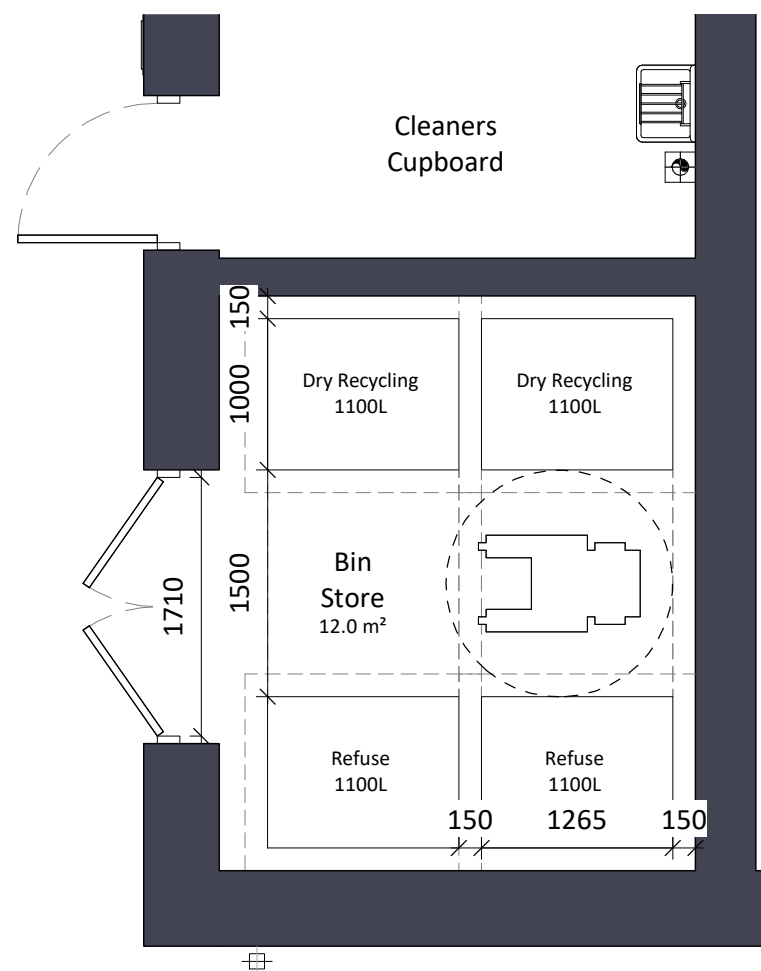 Cleaners
Cupboard
150
1000
Dry Recycling
1100L
Dry Recycling
1100L
1710
1500
Bin
Store
12.0 m²
Refuse
1100L
Refuse
1100L
150
1265
150